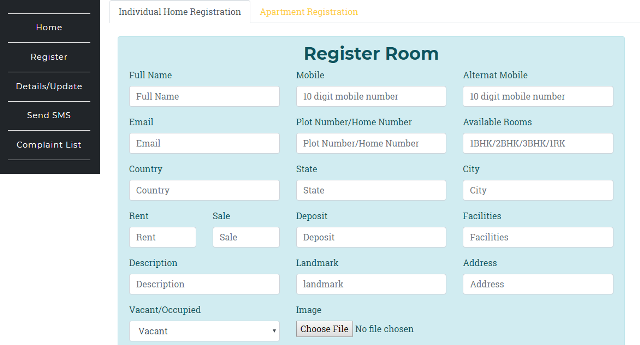 Individual Home Registration Apartment Registration
Home
Register
Details/Update
Send SMS
Complaint List
Register Room
Full Name Mobile Alternat Mobile
Full Name 10 digit mobile number 10 digit mobile number
Email Plot Number/Home Number Available Rooms
Email Plot Number/Home Number 1BHK/2BHK/3BHK/1RK
Country State City
Country State City
Rent Sale Deposit Facilities
Rent Sale Deposit Facilities
Description Landmark Address
Description landmark Address
Vacant/Occupied Image
Vacant Choose File No file chosen